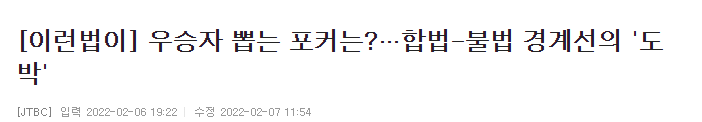 [이런법이] 우승자 뽑는 포커는?…합법-불법 경계선의 '도
박'
[JTBC] 입력 2022-02-06 19:22 | 수정 2022-02-07 11:54